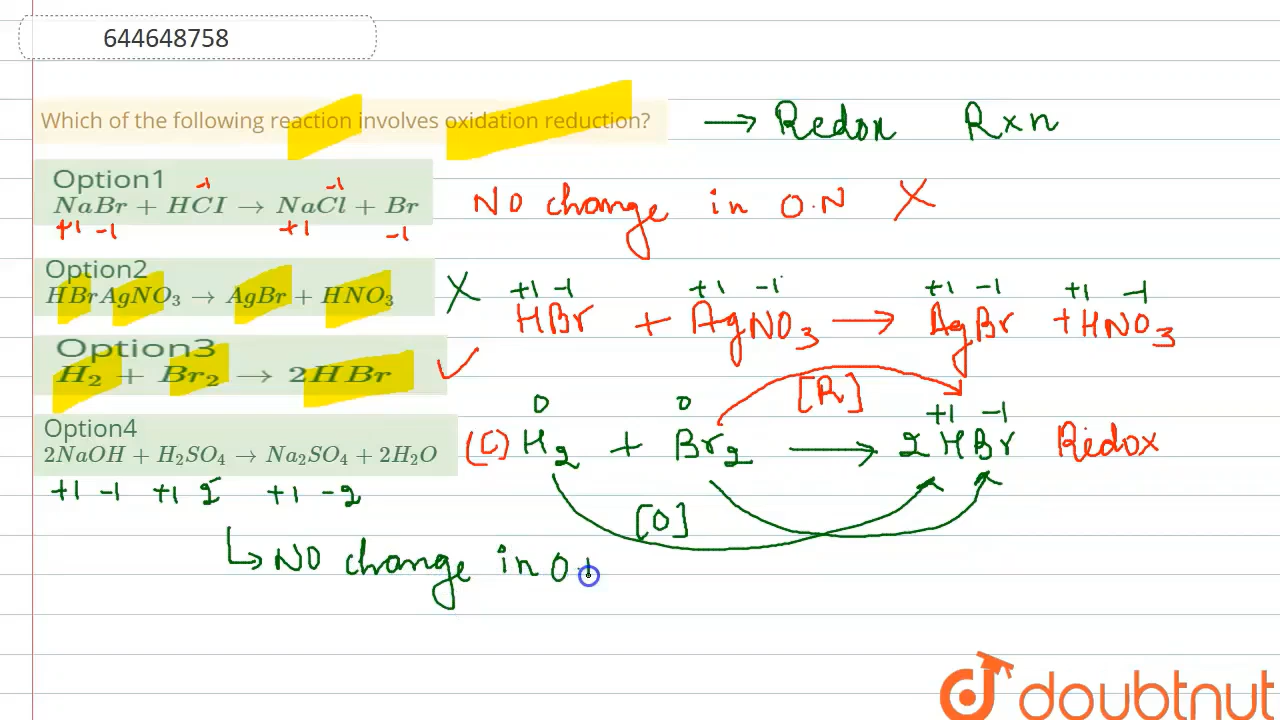 644648758
Which of the following reaction involves oxidation reduction? → Redox Rxn
Option1
-1 -1
NaBr + HCI → NaCl + Br NO change in O.N X
+1 -1 +1 -1
Option2
HBrAgNO₃ → AgBr + HNO₃ X
+1 -1 +1 -1 +1 -1 +1 -1
HBr + AgNO₃ → AgBr + HNO₃
Option3
H₂ + Br₂ → 2HBr ✓
[R]
0 0 +1 -1
(C) H₂ + Br₂ → 2HBr Redox
[O]
Option4
2NaOH + H₂SO₄ → Na₂SO₄ + 2H₂O
+1 -1 +1 2- +1 -2
↳ NO change in O.
doubtnut